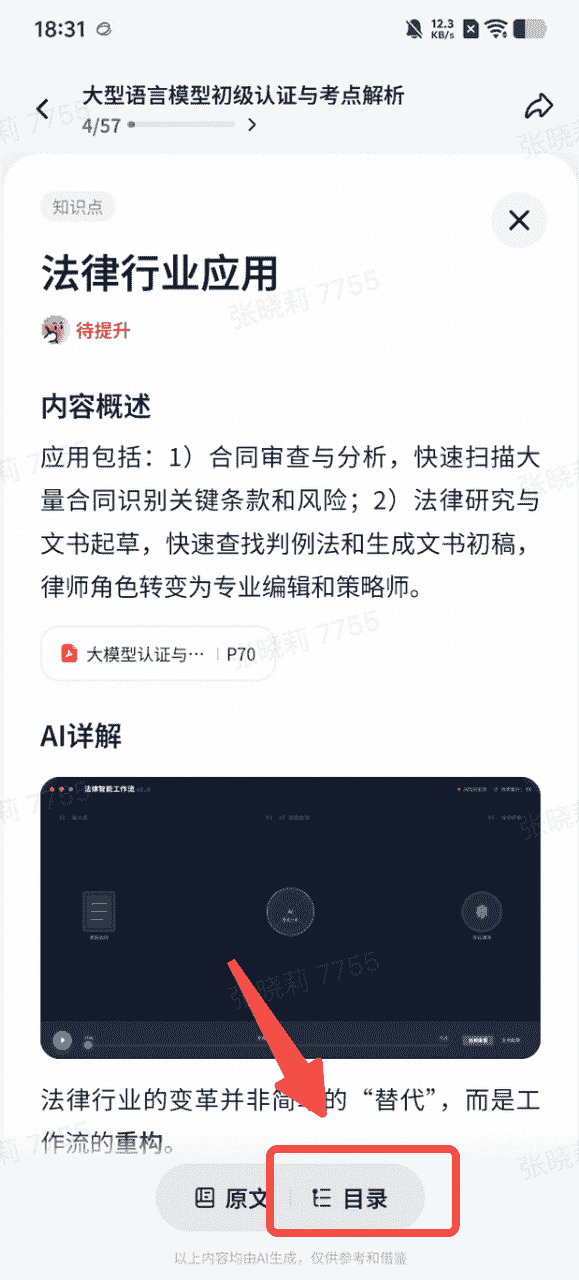 18:31
12.3
KB/s
大型语言模型初级认证与考点解析
4/57
知识点
法律行业应用
待提升
内容概述
应用包括：1）合同审查与分析，快速扫描大
量合同识别关键条款和风险；2）法律研究与
文书起草，快速查找判例法和生成文书初稿，
律师角色转变为专业编辑和策略师。
大模型认证与… P70
AI详解
法律智能工作流
法律行业的变革并非简单的“替代”，而是工
作流的重构。
原文 目录
以上内容均由AI生成，仅供参考和借鉴
张晓莉 7755